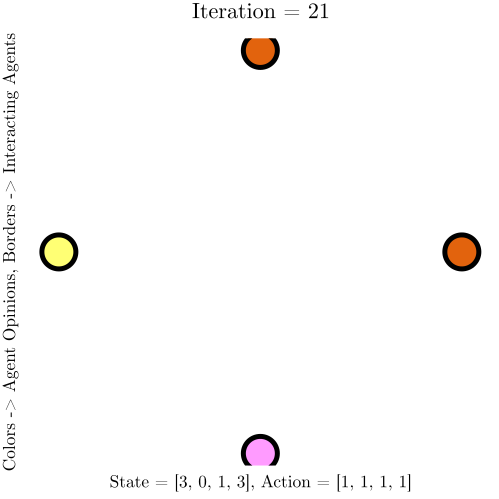 Iteration = 21
Colors -> Agent Opinions, Borders -> Interacting Agents
State = [3, 0, 1, 3], Action = [1, 1, 1, 1]